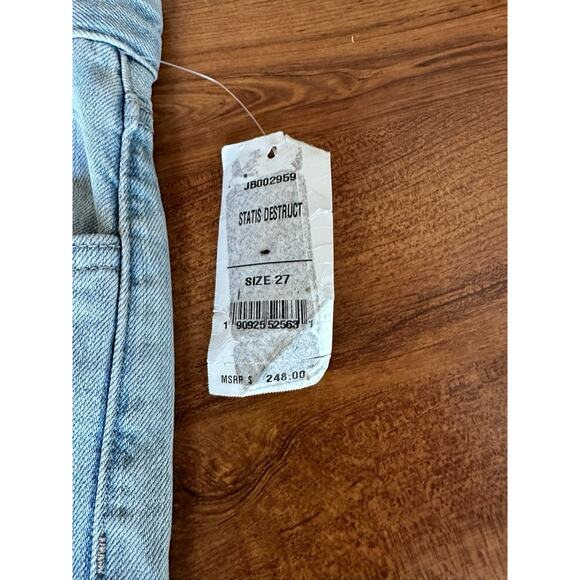 JB002959
STATIS DESTRUCT
SIZE 27
1 90925 52563 1
MSRP $ 248.00